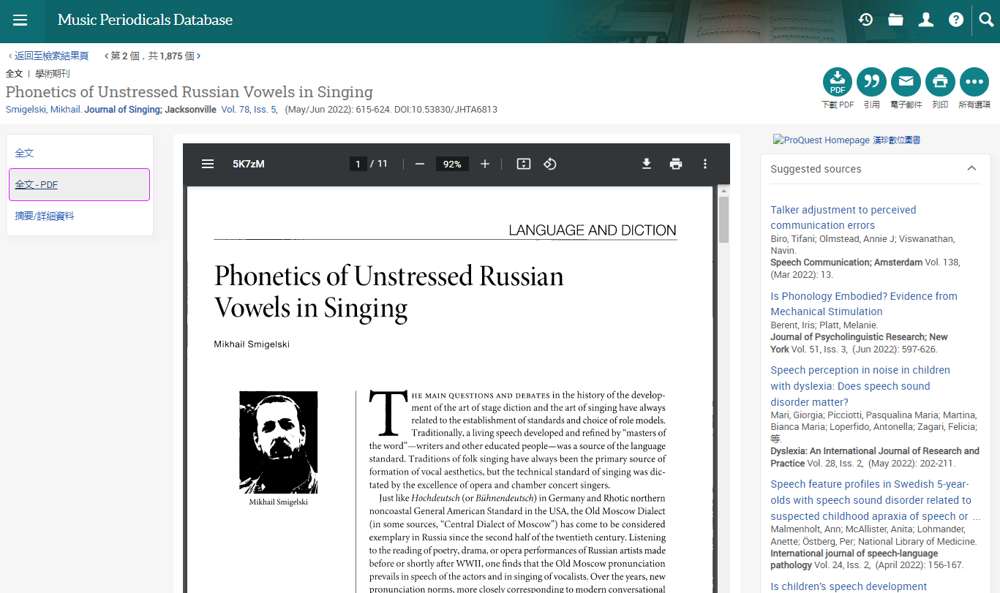 Music Periodicals Database
‹ 返回至檢索結果頁 ‹ 第 2 個，共 1,875 個 ›
全文 | 學術期刊
Phonetics of Unstressed Russian Vowels in Singing
Smigelski, Mikhail. Journal of Singing; Jacksonville Vol. 78, Iss. 5, (May/Jun 2022): 615-624. DOI:10.53830/JHTA6813
PDF
下載 PDF 引用 電子郵件 列印 所有選項
全文
全文 - PDF
摘要/詳細資料
5K7zM 1 / 11 92%
LANGUAGE AND DICTION
Phonetics of Unstressed Russian
Vowels in Singing
Mikhail Smigelski
Mikhail Smigelski
THE MAIN QUESTIONS AND DEBATES in the history of the develop-
ment of the art of stage diction and the art of singing have always
related to the establishment of standards and choice of role models.
Traditionally, a living speech developed and refined by “masters of
the word”—writers and other educated people—was a source of the language
standard. Traditions of folk singing have always been the primary source of
formation of vocal aesthetics, but the technical standard of singing was dic-
tated by the excellence of opera and chamber concert singers.
Just like Hochdeutsch (or Bühnendeutsch) in Germany and Rhotic northern
noncoastal General American Standard in the USA, the Old Moscow Dialect
(in some sources, “Central Dialect of Moscow”) has come to be considered
exemplary in Russia since the second half of the twentieth century. Listening
to the reading of poetry, drama, or opera performances of Russian artists made
before or shortly after WWII, one finds that the Old Moscow pronunciation
prevails in speech of the actors and in singing of vocalists. Over the years, new
pronunciation norms, more closely corresponding to modern conversational
ProQuest Homepage 漢珍數位圖書
Suggested sources
Talker adjustment to perceived
communication errors
Biro, Tifani; Olmstead, Annie J; Viswanathan,
Navin.
Speech Communication; Amsterdam Vol. 138,
(Mar 2022): 13.
Is Phonology Embodied? Evidence from
Mechanical Stimulation
Berent, Iris; Platt, Melanie.
Journal of Psycholinguistic Research; New
York Vol. 51, Iss. 3, (Jun 2022): 597-626.
Speech perception in noise in children
with dyslexia: Does speech sound
disorder matter?
Mari, Giorgia; Picciotti, Pasqualina Maria; Martina,
Bianca Maria; Loperfido, Antonella; Zagari, Felicia;
等.
Dyslexia: An International Journal of Research and
Practice Vol. 28, Iss. 2, (May 2022): 202-211.
Speech feature profiles in Swedish 5-year-
olds with speech sound disorder related to
suspected childhood apraxia of speech or ...
Malmenholt, Ann; McAllister, Anita; Lohmander,
Anette; Östberg, Per; National Library of Medicine.
International journal of speech-language
pathology Vol. 24, Iss. 2, (April 2022): 156-167.
Is children’s speech development